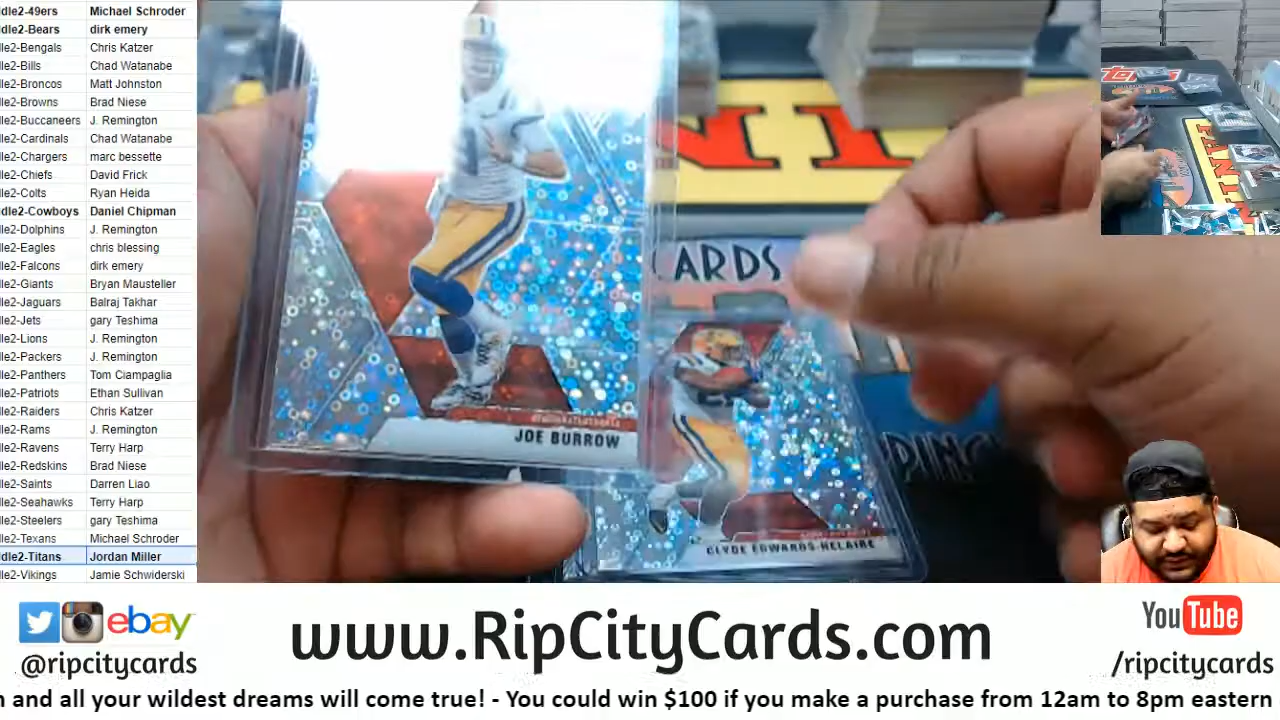 dle2-49ers Michael Schroder
dle2-Bears dirk emery
dle2-Bengals Chris Katzer
dle2-Bills Chad Watanabe
dle2-Broncos Matt Johnston
dle2-Browns Brad Niese
dle2-Buccaneers J. Remington
dle2-Cardinals Chad Watanabe
dle2-Chargers marc bessette
dle2-Chiefs David Frick
dle2-Colts Ryan Heida
dle2-Cowboys Daniel Chipman
dle2-Dolphins J. Remington
dle2-Eagles chris blessing
dle2-Falcons dirk emery
dle2-Giants Bryan Mausteller
dle2-Jaguars Balraj Takhar
dle2-Jets gary Teshima
dle2-Lions J. Remington
dle2-Packers J. Remington
dle2-Panthers Tom Ciampaglia
dle2-Patriots Ethan Sullivan
dle2-Raiders Chris Katzer
dle2-Rams J. Remington
dle2-Ravens Terry Harp
dle2-Redskins Brad Niese
dle2-Saints Darren Liao
dle2-Seahawks Terry Harp
dle2-Steelers gary Teshima
dle2-Texans Michael Schroder
dle2-Titans Jordan Miller
dle2-Vikings Jamie Schwiderski
CARDS
JOE BURROW
CLYDE EDWARDS-HELAIRE
PING
ebay
@ripcitycards
www.RipCityCards.com
YouTube
/ripcitycards
n and all your wildest dreams will come true! - You could win $100 if you make a purchase from 12am to 8pm eastern